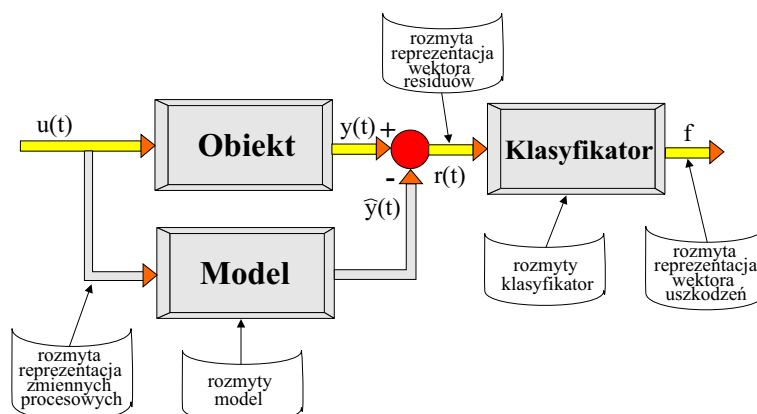 rozmyta
reprezentacja
wektora
residuów
u(t)
Obiekt
y(t)
+
-
r(t)
Klasyfikator
f
ŷ(t)
Model
rozmyty
klasyfikator
rozmyta
reprezentacja
wektora
uszkodzeń
rozmyta
reprezentacja
zmiennych
procesowych
rozmyty
model